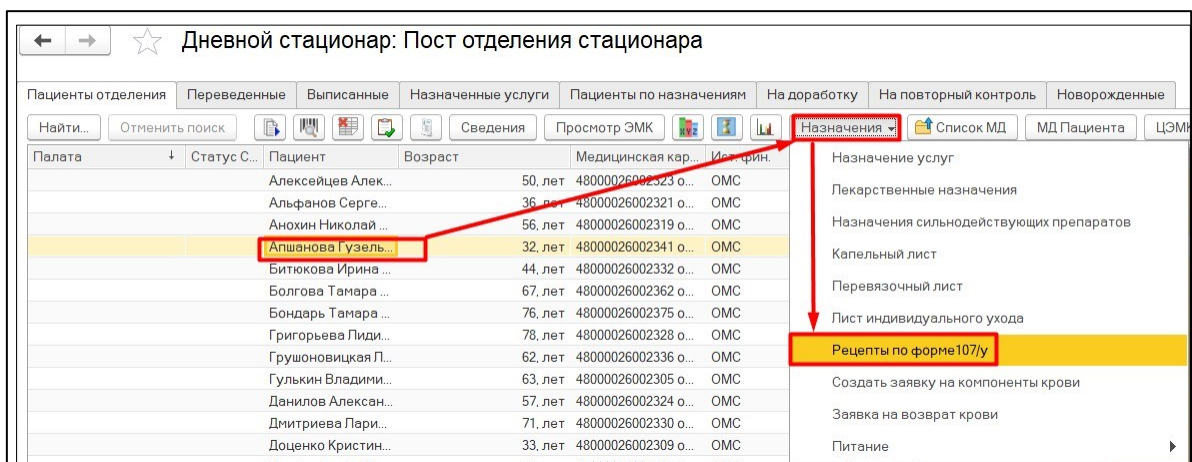 Дневной стационар: Пост отделения стационара
Пациенты отделения Переведенные Выписанные Назначенные услуги Пациенты по назначениям На доработку На повторный контроль Новорожденные
Найти... Отменить поиск Сведения Просмотр ЭМК XYZ Назначения Список МД МД Пациента ЦЭМК
Палата Статус С... Пациент Возраст Медицинская кар... Ист. фин. Назначение услуг
Алексейцев Алек... 50, лет 48000026002323 о... ОМС
Лекарственные назначения
Альфанов Серге... 36, лет 48000026002321 о... ОМС
Анохин Николай ... 56, лет 48000026002319 о... ОМС Назначения сильнодействующих препаратов
Апшанова Гузель... 32, лет 48000026002341 о... ОМС Капельный лист
Битюкова Ирина ... 44, лет 48000026002332 о... ОМС
Болгова Тамара ... 67, лет 48000026002362 о... ОМС Перевязочный лист
Бондарь Тамара ... 76, лет 48000026002375 о... ОМС Лист индивидуального ухода
Григорьева Лиди... 78, лет 48000026002328 о... ОМС
Рецепты по форме107/у
Грушоновицкая Л... 62, лет 48000026002336 о... ОМС
Гулькин Владими... 63, лет 48000026002305 о... ОМС Создать заявку на компоненты крови
Данилов Алексан... 57, лет 48000026002324 о... ОМС
Дмитриева Лари... 71, лет 48000026002330 о... ОМС Заявка на возврат крови
Доценко Кристин... 33, лет 48000026002309 о... ОМС Питание